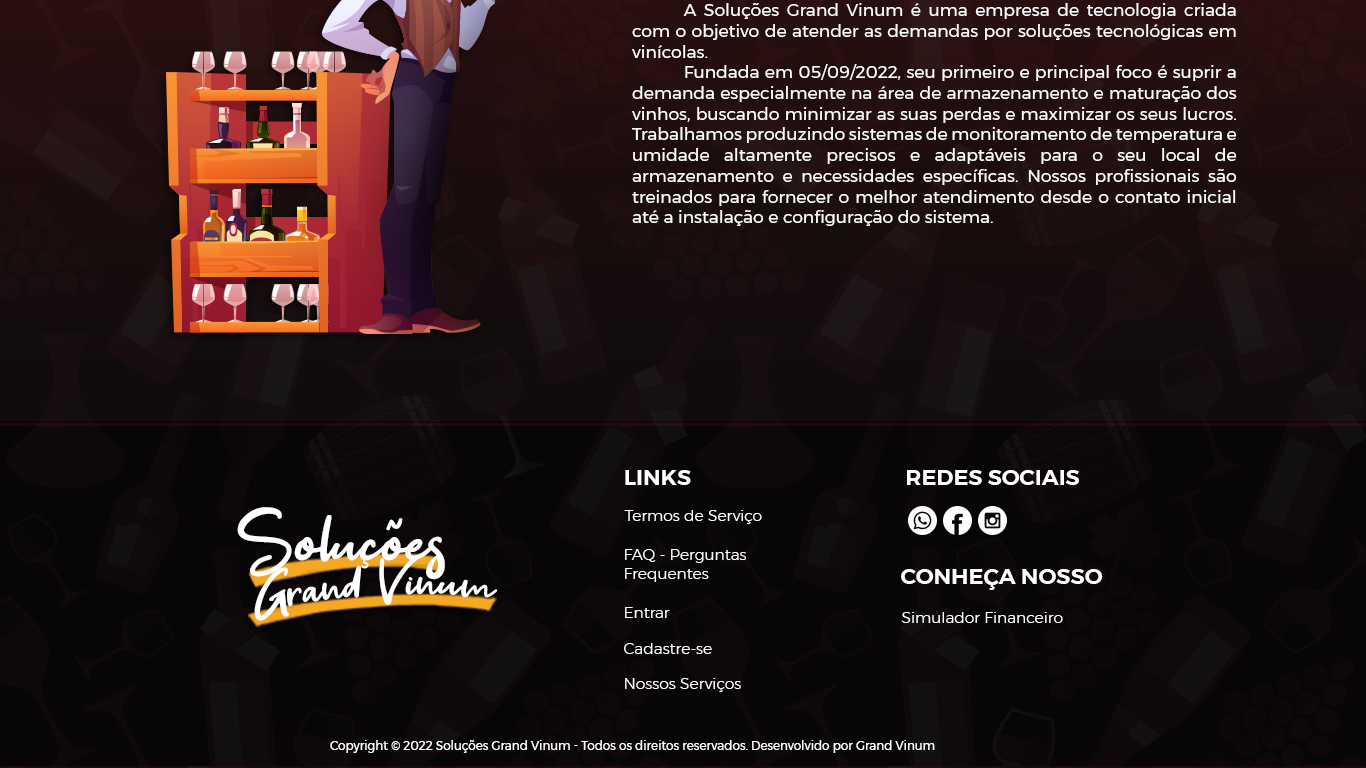 A Soluções Grand Vinum é uma empresa de tecnologia criada
com o objetivo de atender as demandas por soluções tecnológicas em
vinícolas.
Fundada em 05/09/2022, seu primeiro e principal foco é suprir a
demanda especialmente na área de armazenamento e maturação dos
vinhos, buscando minimizar as suas perdas e maximizar os seus lucros.
Trabalhamos produzindo sistemas de monitoramento de temperatura e
umidade altamente precisos e adaptáveis para o seu local de
armazenamento e necessidades específicas. Nossos profissionais são
treinados para fornecer o melhor atendimento desde o contato inicial
até a instalação e configuração do sistema.
Soluções
Grand Vinum
LINKS
Termos de Serviço
FAQ - Perguntas
Frequentes
Entrar
Cadastre-se
Nossos Serviços
REDES SOCIAIS
CONHEÇA NOSSO
Simulador Financeiro
Copyright © 2022 Soluções Grand Vinum - Todos os direitos reservados. Desenvolvido por Grand Vinum